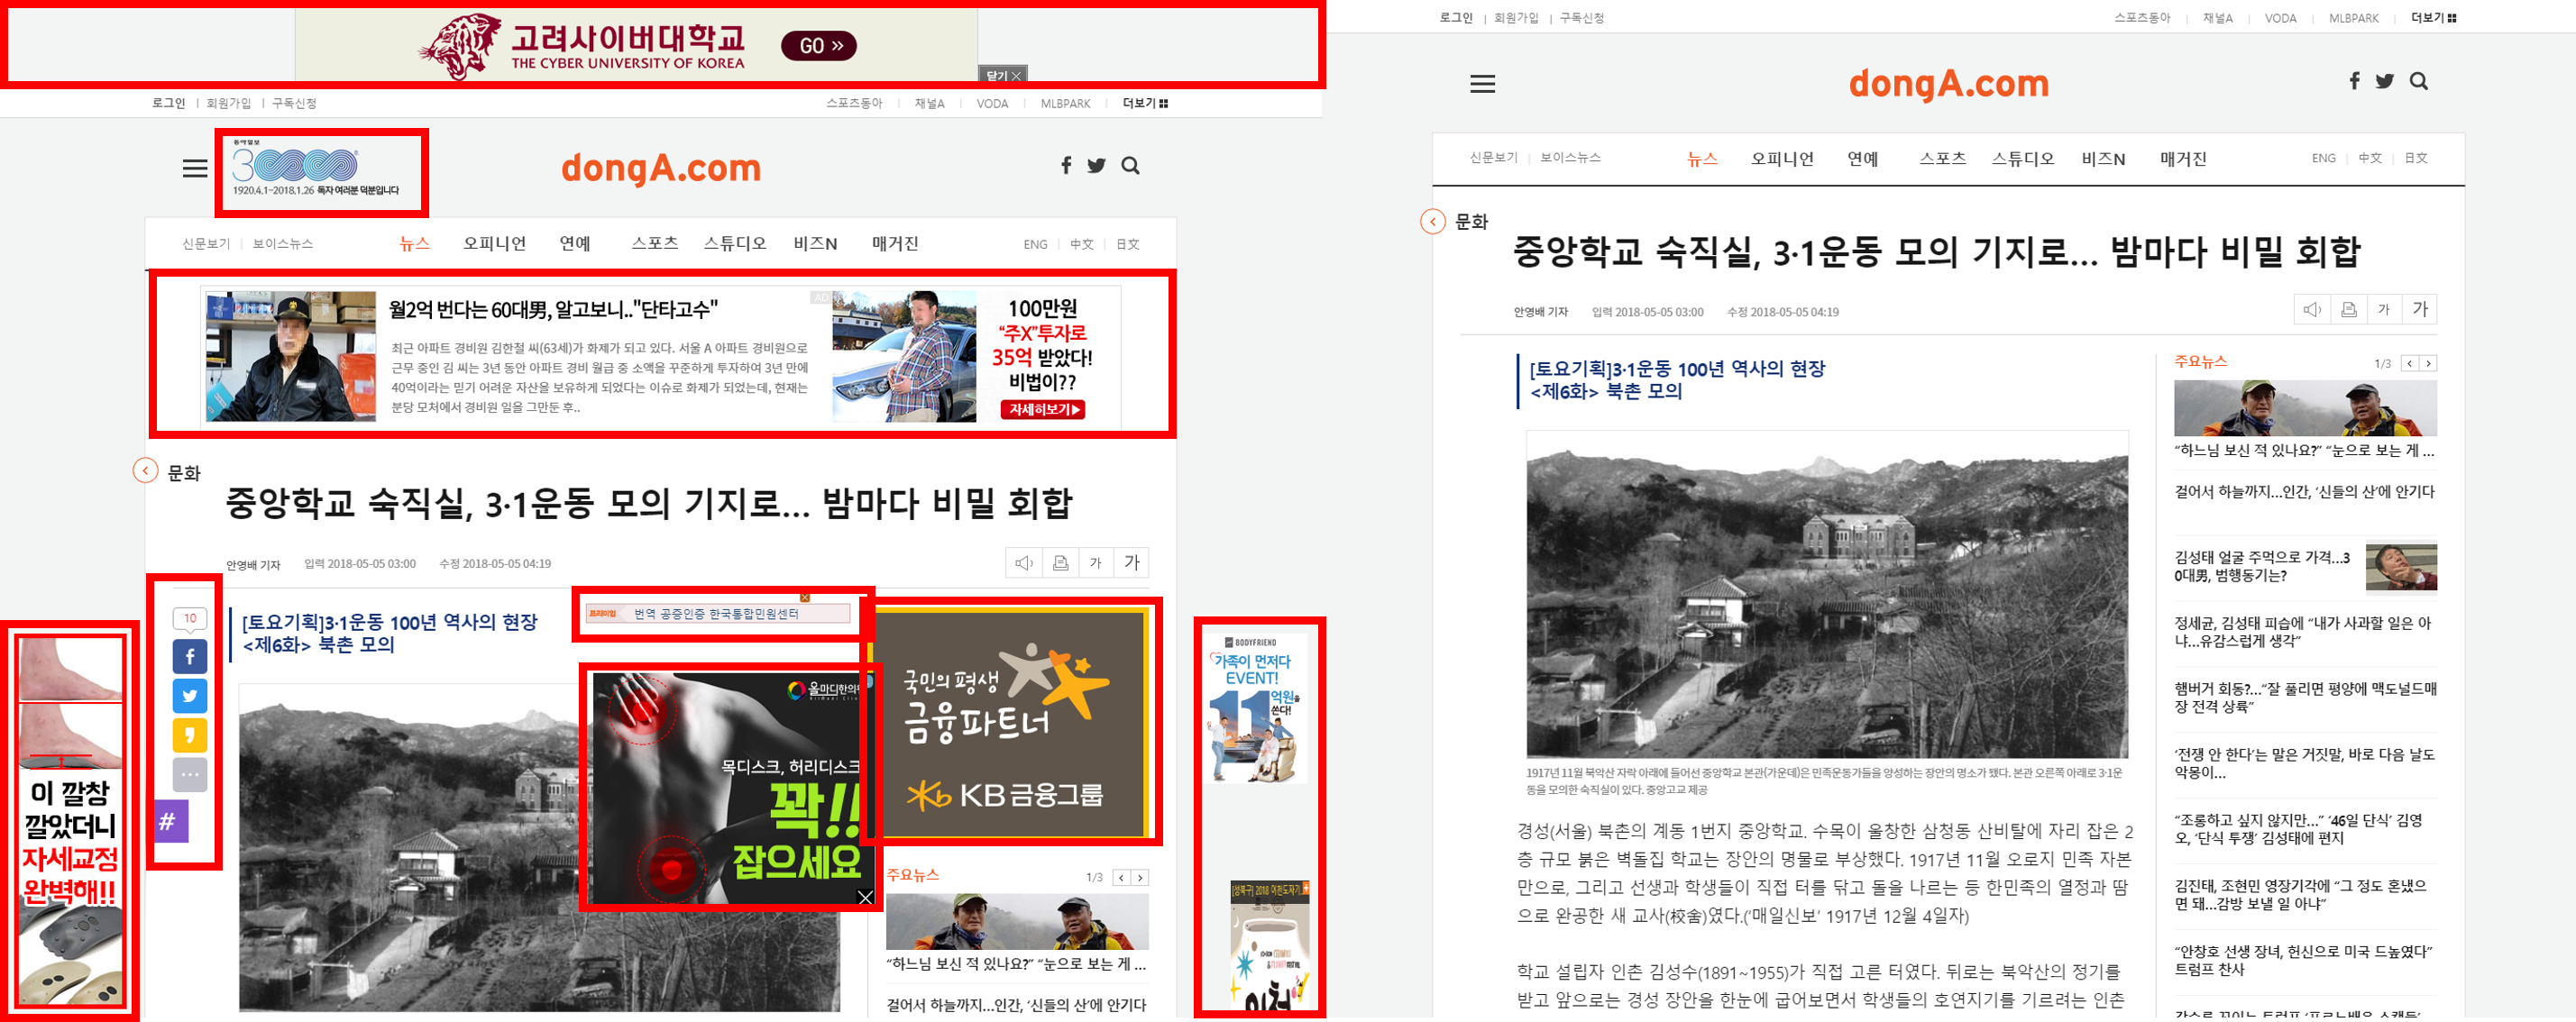 고려사이버대학교
THE CYBER UNIVERSITY OF KOREA
GO »
닫기 ×
로그인 | 회원가입 | 구독신청
스포츠동아 | 채널A | VODA | MLBPARK | 더보기
동아일보
30000
1920.4.1~2018.1.26 독자 여러분 덕분입니다
dongA.com
신문보기 | 보이스뉴스
뉴스 오피니언 연예 스포츠 스튜디오 비즈N 매거진
ENG | 中文 | 日文
월2억 번다는 60대男, 알고보니.."단타고수"
최근 아파트 경비원 김한철 씨(63세)가 화제가 되고 있다. 서울 A 아파트 경비원으로
근무 중인 김 씨는 3년 동안 아파트 경비 월급 중 소액을 꾸준하게 투자하여 3년 만에
40억이라는 믿기 어려운 자산을 보유하게 되었다는 이슈로 화제가 되었는데, 현재는
분당 모처에서 경비원 일을 그만둔 후..
AD
100만원
“주X”투자로
35억 받았다!
비법이??
자세히보기▶
문화
중앙학교 숙직실, 3·1운동 모의 기지로… 밤마다 비밀 회합
안영배 기자 입력 2018-05-05 03:00 수정 2018-05-05 04:19
가 가
10
#
[토요기획]3·1운동 100년 역사의 현장
<제6화> 북촌 모의
프리미엄 번역 공증인증 한국통합민원센터
올마디한의원
목디스크, 허리디스크
꽉!!
잡으세요
국민의 평생
금융파트너
KB금융그룹
주요뉴스 1/3
“하느님 보신 적 있나요?” “눈으로 보는 게 …
걸어서 하늘까지…인간, ‘신들의 산’에 안기다
이 깔창
깔았더니
자세교정
완벽해!!
BODYFRIEND
가족이 먼저다
EVENT!
11억원을
쏜다!
로그인 | 회원가입 | 구독신청
스포츠동아 | 채널A | VODA | MLBPARK | 더보기
dongA.com
신문보기 | 보이스뉴스
뉴스 오피니언 연예 스포츠 스튜디오 비즈N 매거진
ENG | 中文 | 日文
문화
중앙학교 숙직실, 3·1운동 모의 기지로… 밤마다 비밀 회합
안영배 기자 입력 2018-05-05 03:00 수정 2018-05-05 04:19
가 가
[토요기획]3·1운동 100년 역사의 현장
<제6화> 북촌 모의
1917년 11월 북악산 자락 아래에 들어선 중앙학교 본관(가운데)은 민족운동가들을 양성하는 장안의 명소가 됐다. 본관 오른쪽 아래로 3·1운
동을 모의한 숙직실이 있다. 중앙고교 제공
경성(서울) 북촌의 계동 1번지 중앙학교. 수목이 울창한 삼청동 산비탈에 자리 잡은 2
층 규모 붉은 벽돌집 학교는 장안의 명물로 부상했다. 1917년 11월 오로지 민족 자본
만으로, 그리고 선생과 학생들이 직접 터를 닦고 돌을 나르는 등 한민족의 열정과 땀
으로 완공한 새 교사(校舍)였다.(‘매일신보’ 1917년 12월 4일자)
학교 설립자 인촌 김성수(1891~1955)가 직접 고른 터였다. 뒤로는 북악산의 정기를
받고 앞으로는 경성 장안을 한눈에 굽어보면서 학생들의 호연지기를 기르려는 인촌
주요뉴스 1/3
“하느님 보신 적 있나요?” “눈으로 보는 게 …
걸어서 하늘까지…인간, ‘신들의 산’에 안기다
김성태 얼굴 주먹으로 가격…3
0대男, 범행동기는?
정세균, 김성태 피습에 “내가 사과할 일은 아
냐…유감스럽게 생각”
햄버거 회동?…“잘 풀리면 평양에 맥도널드매
장 전격 상륙”
‘전쟁 안 한다’는 말은 거짓말, 바로 다음 날도
악몽이…
“조롱하고 싶지 않지만…” ‘46일 단식’ 김영
오, ‘단식 투쟁’ 김성태에 편지
김진태, 조현민 영장기각에 “그 정도 혼냈으
면 돼…감방 보낼 일 아냐”
“안창호 선생 장녀, 헌신으로 미국 드높였다”
트럼프 찬사